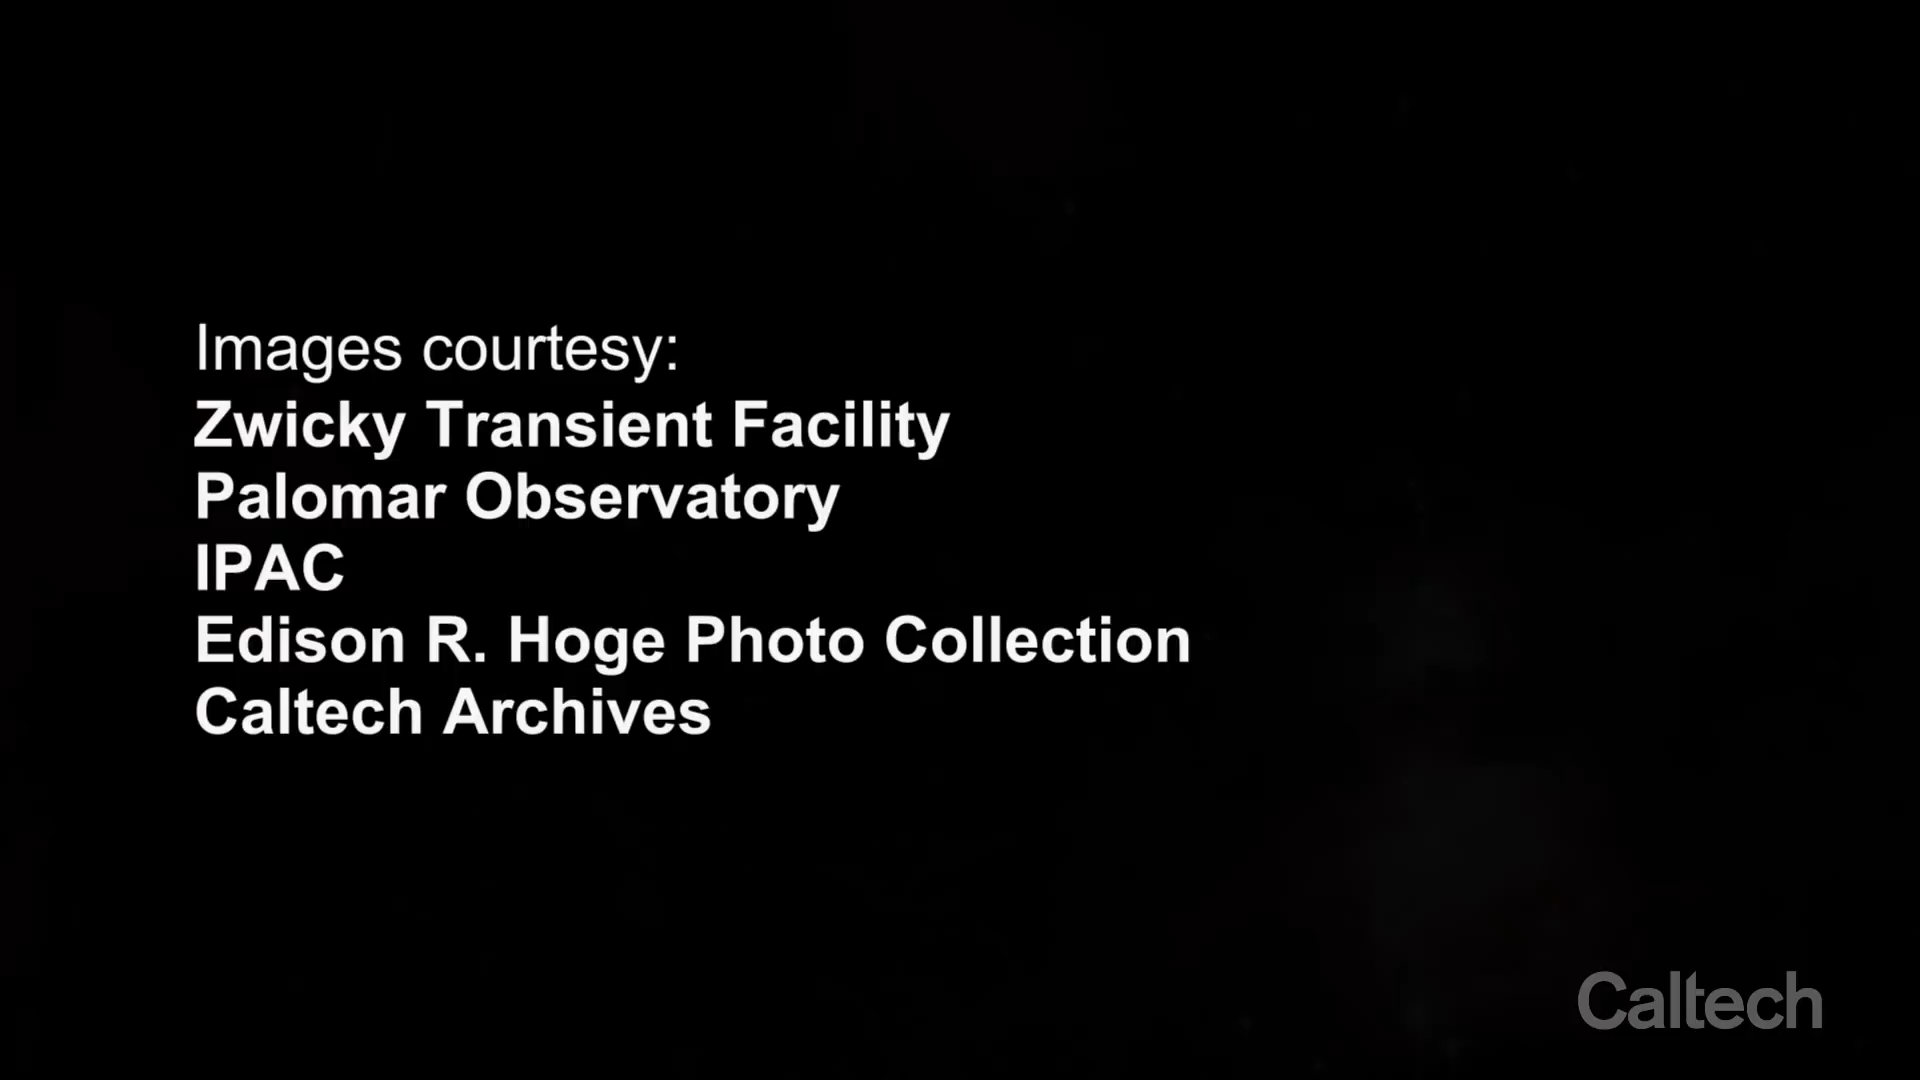 Images courtesy:
Zwicky Transient Facility
Palomar Observatory
IPAC
Edison R. Hoge Photo Collection
Caltech Archives
Caltech